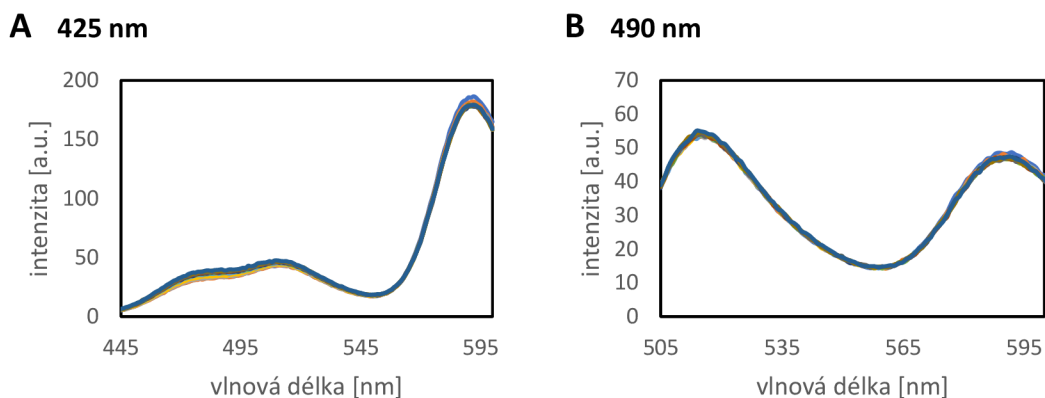 A 425 nm
200
150
100
50
0
445 495 545 595
intenzita [a.u.]
vlnová délka [nm]
B 490 nm
70
60
50
40
30
20
10
0
505 535 565 595
intenzita [a.u.]
vlnová délka [nm]